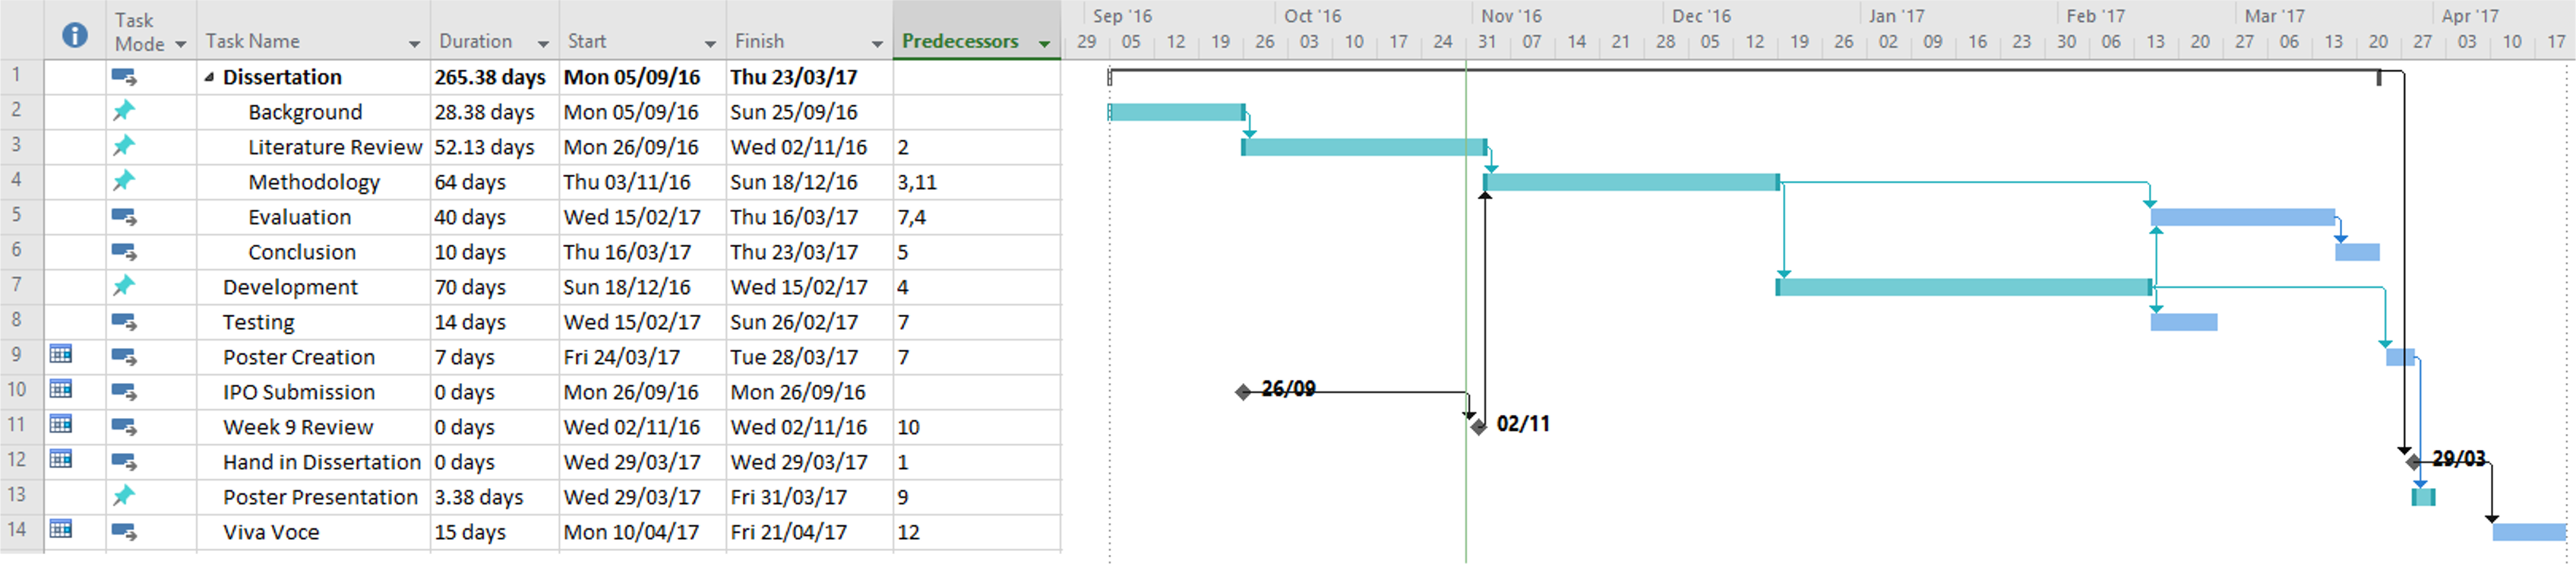 Sep '16 Oct '16 Nov '16 Dec '16 Jan '17 Feb '17 Mar '17 Apr '17
Task Mode Task Name Duration Start Finish Predecessors 29 05 12 19 26 03 10 17 24 31 07 14 21 28 05 12 19 26 02 09 16 23 30 06 13 20 27 06 13 20 27 03 10 17
1 Dissertation 265.38 days Mon 05/09/16 Thu 23/03/17
2 Background 28.38 days Mon 05/09/16 Sun 25/09/16
3 Literature Review 52.13 days Mon 26/09/16 Wed 02/11/16 2
4 Methodology 64 days Thu 03/11/16 Sun 18/12/16 3,11
5 Evaluation 40 days Wed 15/02/17 Thu 16/03/17 7,4
6 Conclusion 10 days Thu 16/03/17 Thu 23/03/17 5
7 Development 70 days Sun 18/12/16 Wed 15/02/17 4
8 Testing 14 days Wed 15/02/17 Sun 26/02/17 7
9 Poster Creation 7 days Fri 24/03/17 Tue 28/03/17 7
10 IPO Submission 0 days Mon 26/09/16 Mon 26/09/16 26/09
11 Week 9 Review 0 days Wed 02/11/16 Wed 02/11/16 10 02/11
12 Hand in Dissertation 0 days Wed 29/03/17 Wed 29/03/17 1 29/03
13 Poster Presentation 3.38 days Wed 29/03/17 Fri 31/03/17 9
14 Viva Voce 15 days Mon 10/04/17 Fri 21/04/17 12